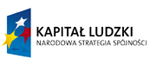 KAPITAŁ LUDZKI
NARODOWA STRATEGIA SPÓJNOŚCI